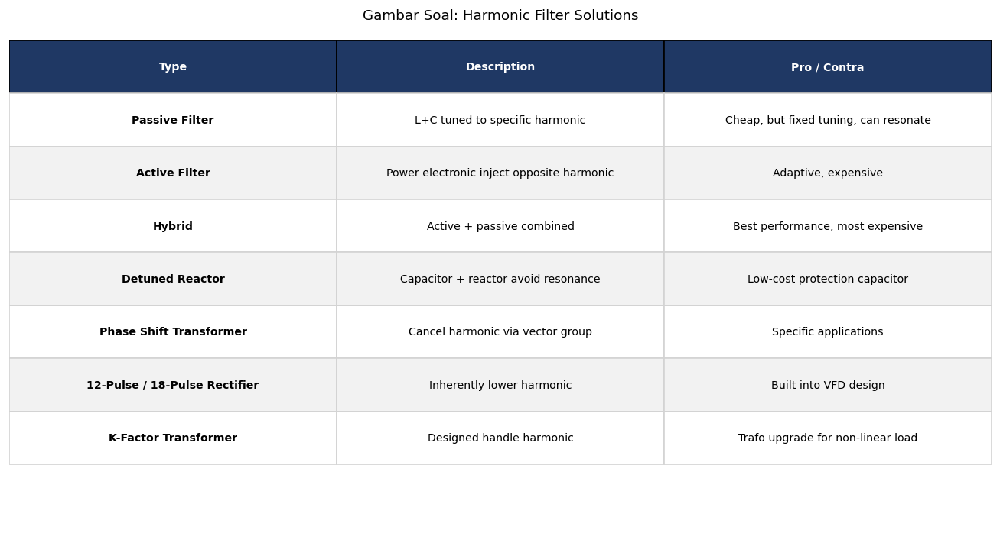 Gambar Soal: Harmonic Filter Solutions
Type Description Pro / Contra
Passive Filter L+C tuned to specific harmonic Cheap, but fixed tuning, can resonate
Active Filter Power electronic inject opposite harmonic Adaptive, expensive
Hybrid Active + passive combined Best performance, most expensive
Detuned Reactor Capacitor + reactor avoid resonance Low-cost protection capacitor
Phase Shift Transformer Cancel harmonic via vector group Specific applications
12-Pulse / 18-Pulse Rectifier Inherently lower harmonic Built into VFD design
K-Factor Transformer Designed handle harmonic Trafo upgrade for non-linear load